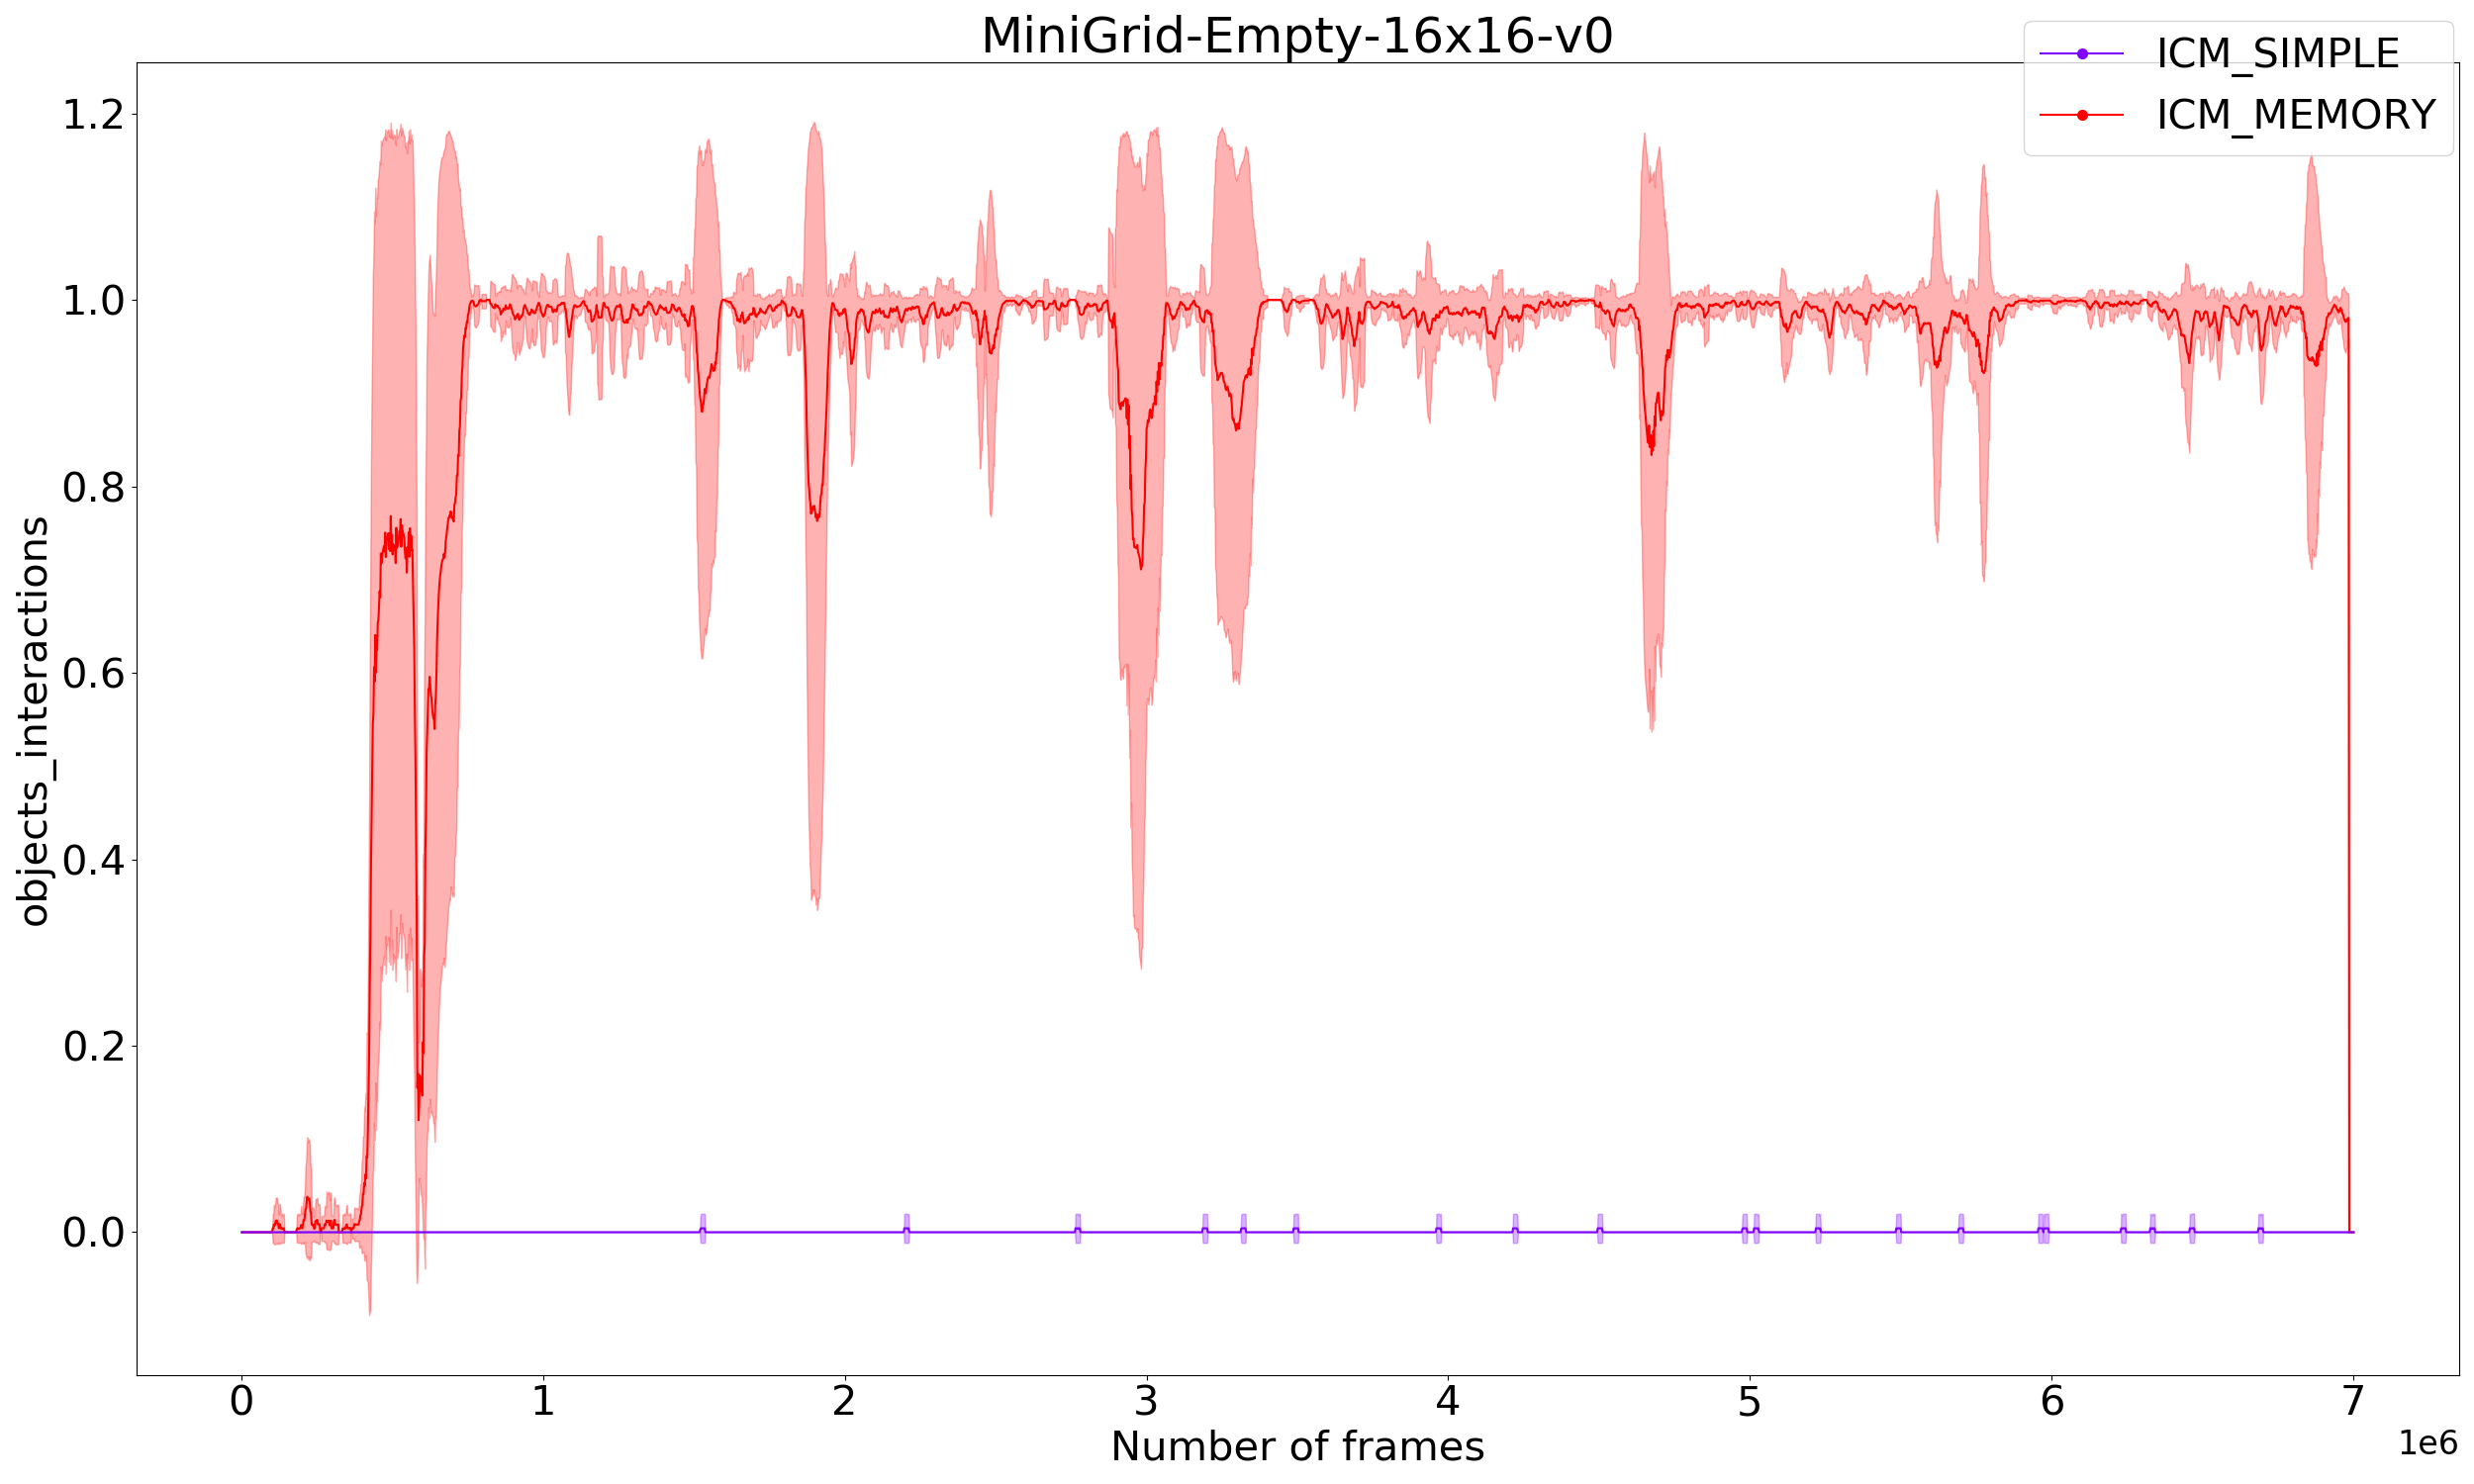 MiniGrid-Empty-16x16-v0
ICM_SIMPLE
ICM_MEMORY
objects_interactions
1.2
1.0
0.8
0.6
0.4
0.2
0.0
0 1 2 3 4 5 6 7
1e6
Number of frames